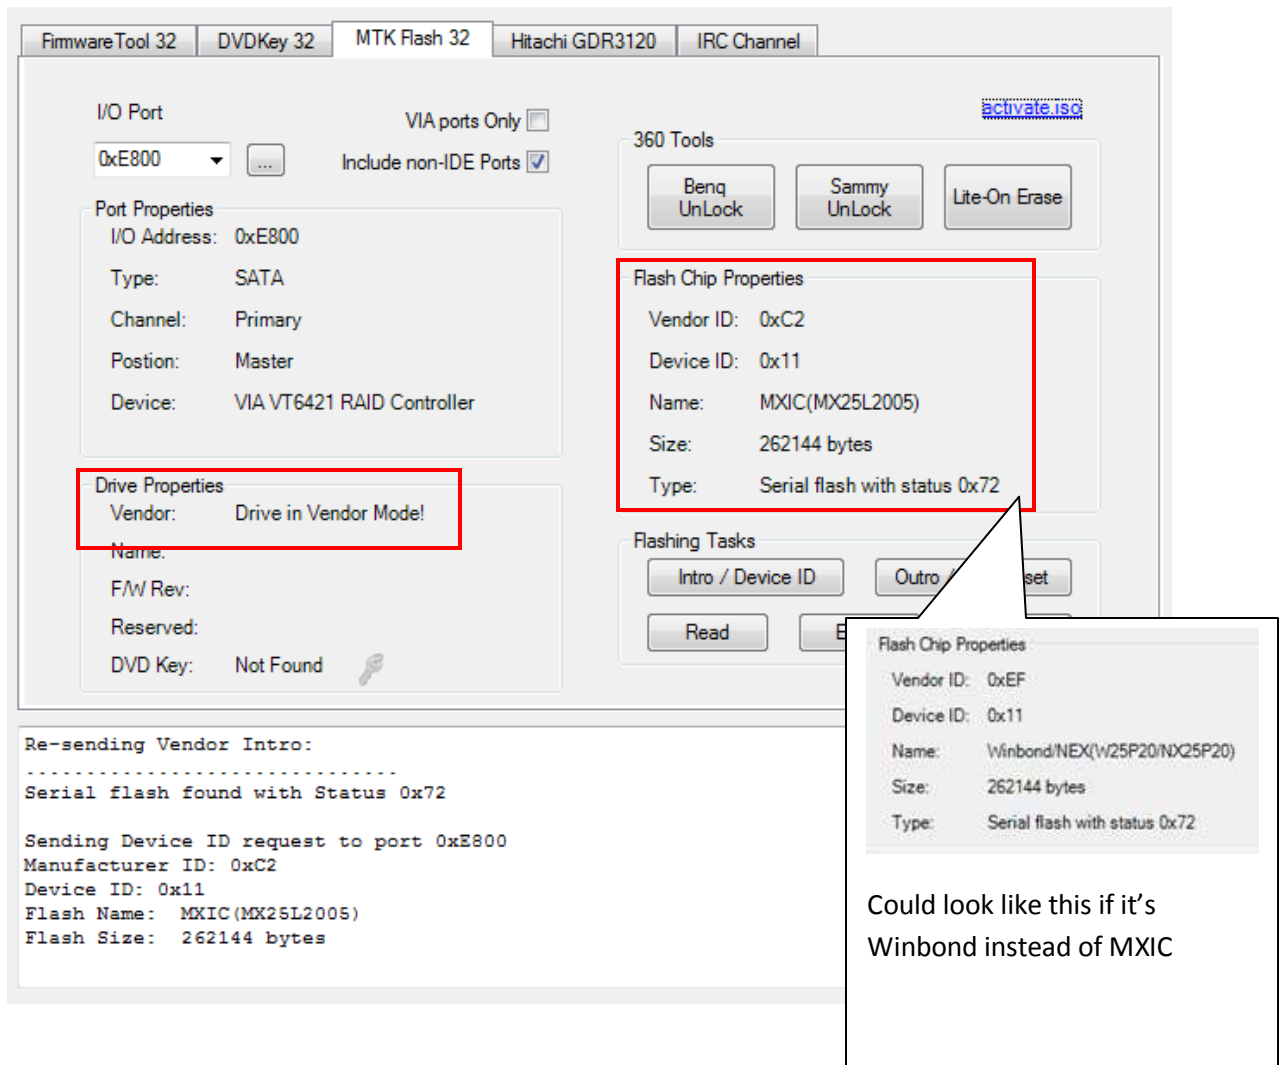 FirmwareTool 32 DVDKey 32 MTK Flash 32 Hitachi GDR3120 IRC Channel
I/O Port
VIA ports Only
activate.iso
0xE800 ... Include non-IDE Ports
Port Properties
I/O Address: 0xE800
Type: SATA
Channel: Primary
Postion: Master
Device: VIA VT6421 RAID Controller
Drive Properties
Vendor: Drive in Vendor Mode!
Name:
F/W Rev:
Reserved:
DVD Key: Not Found
360 Tools
Benq UnLock
Sammy UnLock
Lite-On Erase
Flash Chip Properties
Vendor ID: 0xC2
Device ID: 0x11
Name: MXIC(MX25L2005)
Size: 262144 bytes
Type: Serial flash with status 0x72
Flashing Tasks
Intro / Device ID
Outro /
Read
Re-sending Vendor Intro:
...............................
Serial flash found with Status 0x72
Sending Device ID request to port 0xE800
Manufacturer ID: 0xC2
Device ID: 0x11
Flash Name: MXIC(MX25L2005)
Flash Size: 262144 bytes
Flash Chip Properties
Vendor ID: 0xEF
Device ID: 0x11
Name: Winbond/NEX(W25P20/NX25P20)
Size: 262144 bytes
Type: Serial flash with status 0x72
Could look like this if it’s
Winbond instead of MXIC